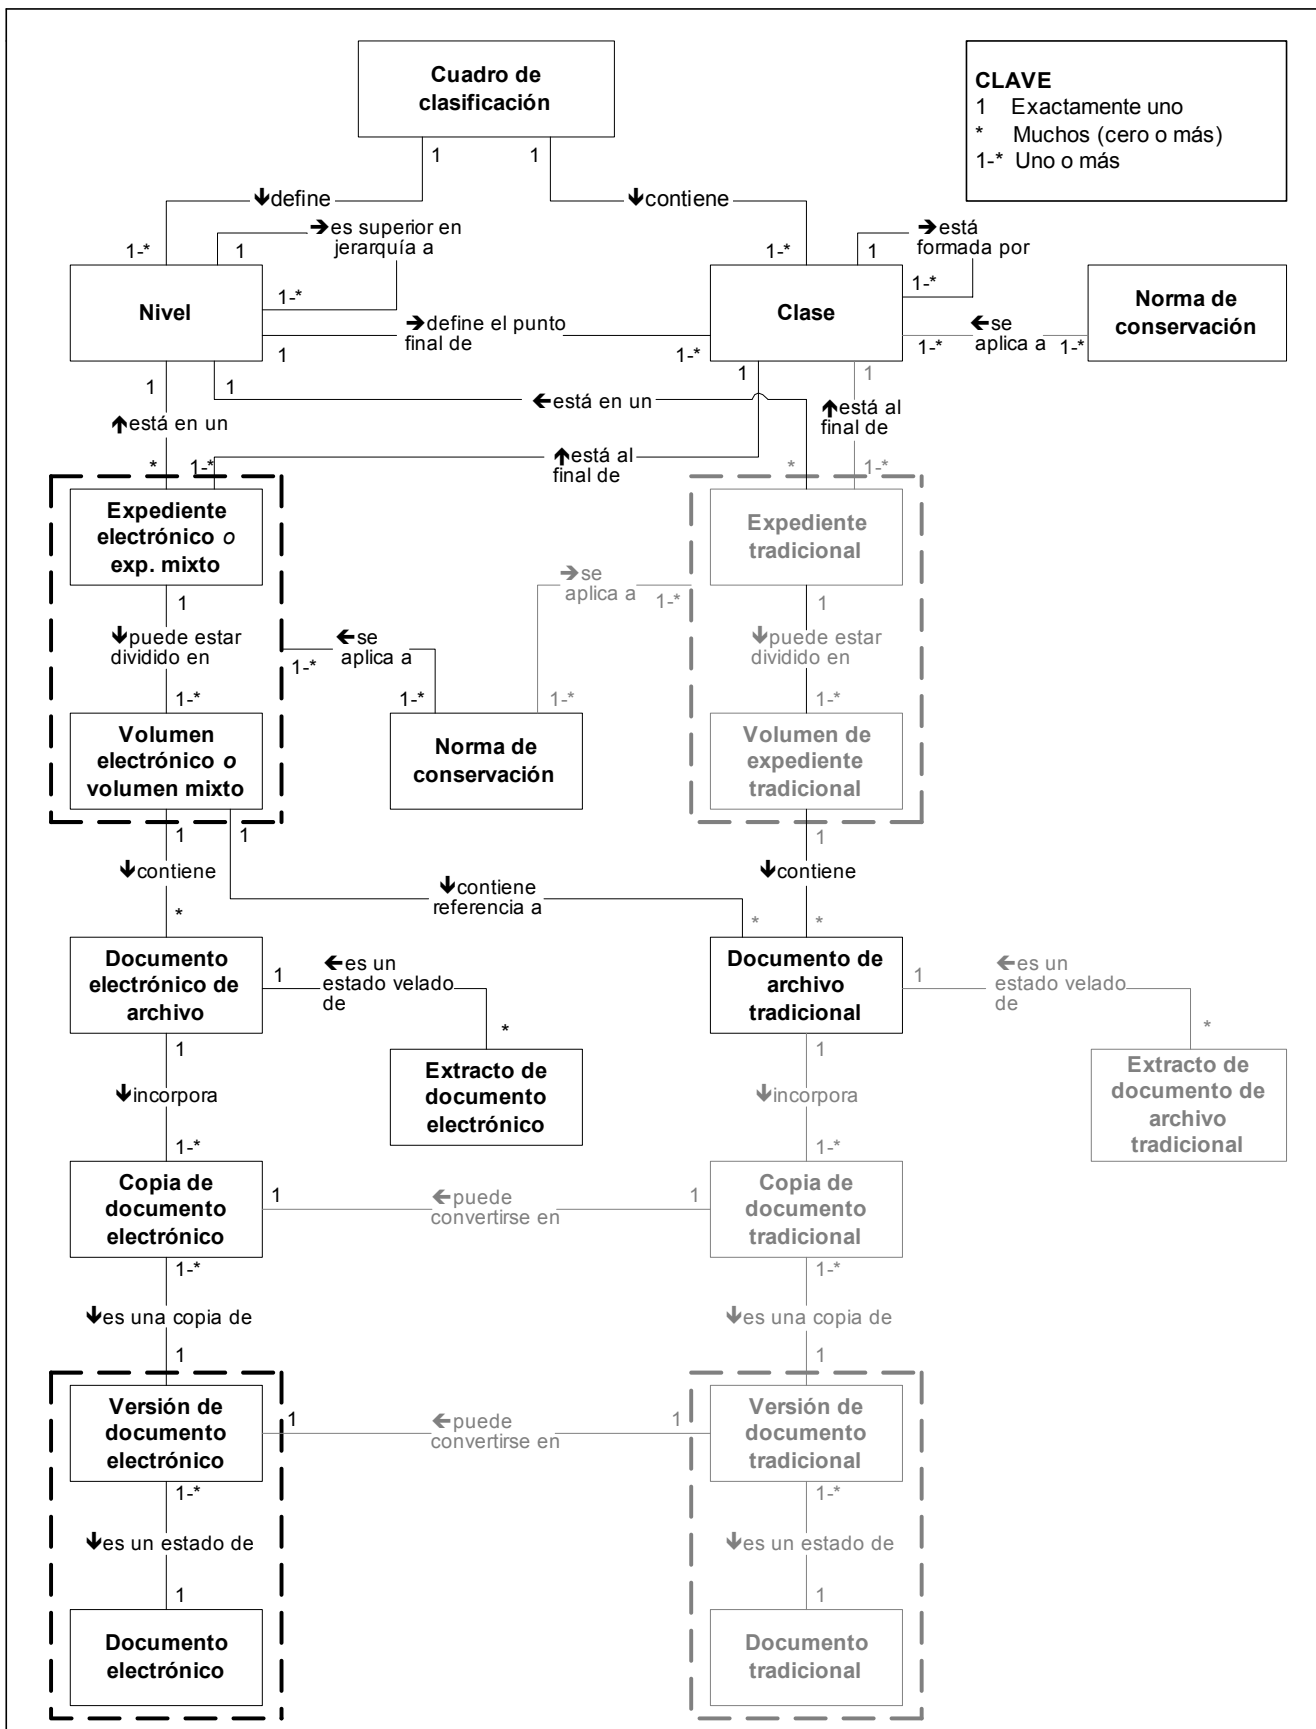 Cuadro de
clasificación
CLAVE
1 Exactamente uno
* Muchos (cero o más)
1-* Uno o más
1
1
🡻define
🡻contiene
1-*
1
➔es superior en
jerarquía a
1-*
1
➔está
formada por
1-*
1-*
Nivel
Clase
Norma de
conservación
1
➔define el punto
final de
1-*
🡸se
aplica a
1-*
1-*
1
1
1
1
🡸está en un
🡹está en un
🡹está al
final de
🡹está al
final de
*
1-*
*
1-*
Expediente
electrónico o
exp. mixto
Expediente
tradicional
➔se
aplica a
1-*
1
1
🡻puede estar
dividido en
🡸se
aplica a
1-*
🡻puede estar
dividido en
1-*
1-*
1-*
1-*
Volumen
electrónico o
volumen mixto
Norma de
conservación
Volumen de
expediente
tradicional
1
1
1
🡻contiene
🡻contiene
referencia a
🡻contiene
*
*
*
Documento
electrónico de
archivo
1
🡸es un
estado velado
de
*
Documento de
archivo
tradicional
1
🡸es un
estado velado
de
*
1
Extracto de
documento
electrónico
1
Extracto de
documento de
archivo
tradicional
🡻incorpora
🡻incorpora
1-*
1-*
Copia de
documento
electrónico
1
🡸puede
convertirse en
1
Copia de
documento
tradicional
1-*
1-*
🡻es una copia de
🡻es una copia de
1
1
Versión de
documento
electrónico
1
🡸puede
convertirse en
1
Versión de
documento
tradicional
1-*
1-*
🡻es un estado de
🡻es un estado de
1
1
Documento
electrónico
Documento
tradicional